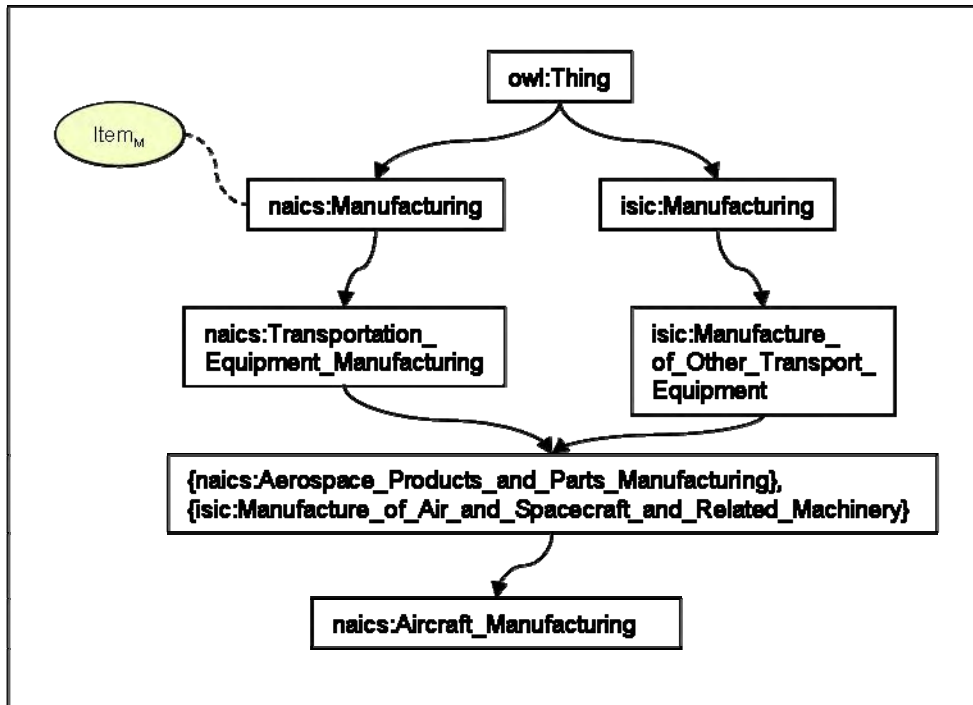 owl:Thing
Item_M
naics:Manufacturing
isic:Manufacturing
naics:Transportation_
Equipment_Manufacturing
isic:Manufacture_
of_Other_Transport_
Equipment
{naics:Aerospace_Products_and_Parts_Manufacturing},
{isic:Manufacture_of_Air_and_Spacecraft_and_Related_Machinery}
naics:Aircraft_Manufacturing